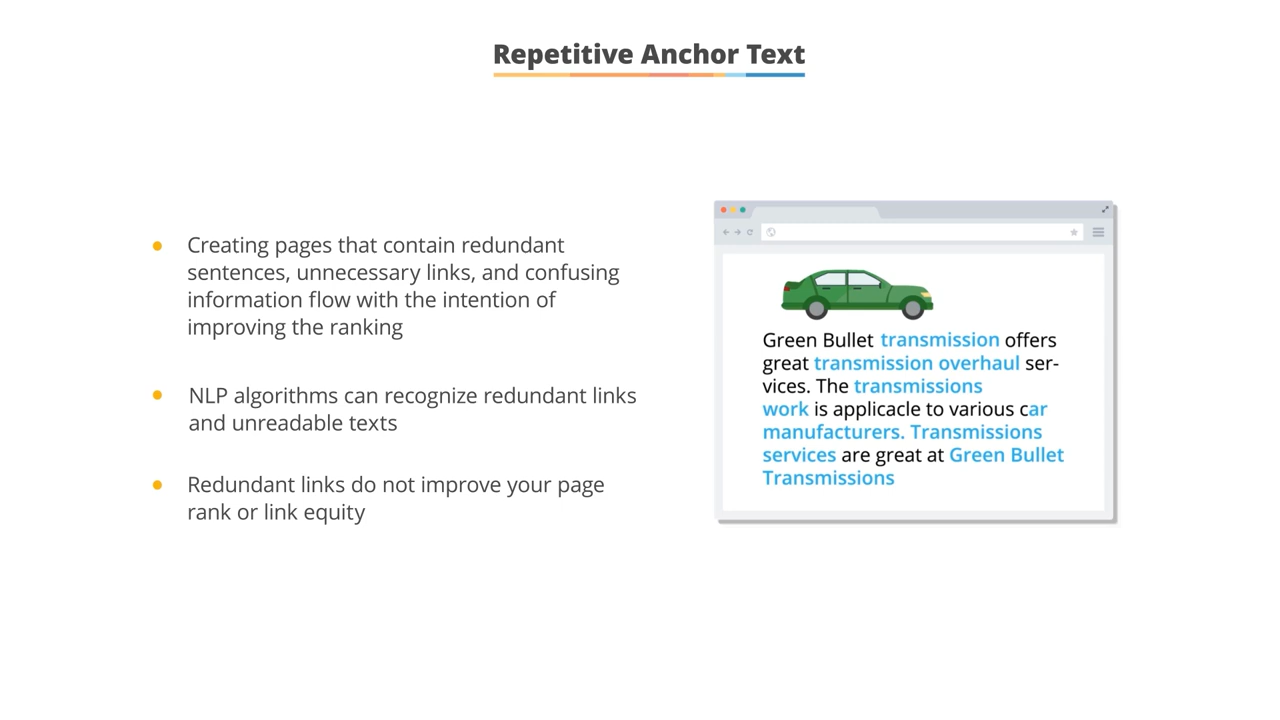 Repetitive Anchor Text
Creating pages that contain redundant
sentences, unnecessary links, and confusing
information flow with the intention of
improving the ranking
NLP algorithms can recognize redundant links
and unreadable texts
Redundant links do not improve your page
rank or link equity
Green Bullet transmission offers
great transmission overhaul ser-
vices. The transmissions
work is applicacle to various car
manufacturers. Transmissions
services are great at Green Bullet
Transmissions